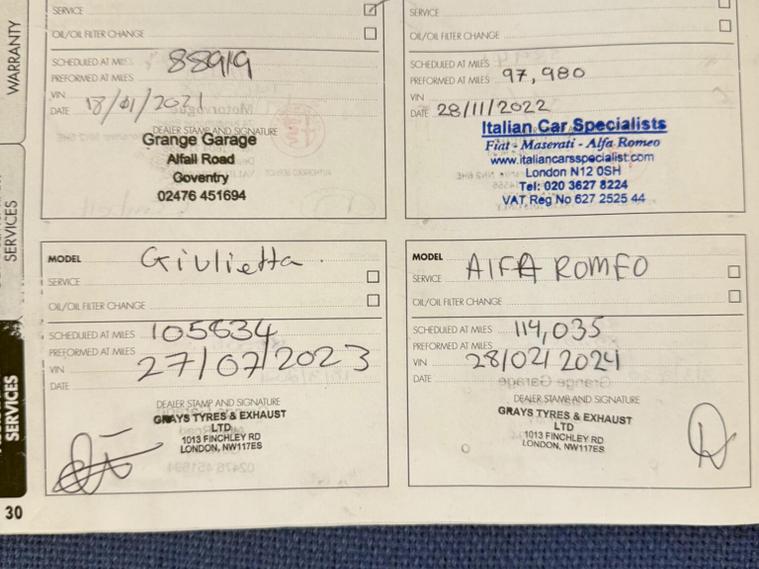 WARRANTY
SERVICES
SERVICES
30
SERVICE
OIL/OIL FILTER CHANGE
SCHEDULED AT MILES
88919
PREFORMED AT MILES
VIN
DATE 18/01/2021
DEALER STAMP AND SIGNATURE
Grange Garage
Alfall Road
Coventry
02476 451694
SERVICE
OIL/OIL FILTER CHANGE
SCHEDULED AT MILES
PREFORMED AT MILES 97,980
VIN
DATE 28/11/2022
Italian Car Specialists
Fiat - Maserati - Alfa Romeo
www.italiancarsspecialist.com
London N12 0SH
Tel: 020 3627 8224
VAT Reg No 627 2525 44
MODEL Giulietta.
SERVICE
OIL/OIL FILTER CHANGE
SCHEDULED AT MILES 105834
PREFORMED AT MILES
VIN 27/07/2023
DATE
DEALER STAMP AND SIGNATURE
GRAYS TYRES & EXHAUST
LTD
1013 FINCHLEY RD
LONDON, NW117ES
MODEL
SERVICE AlFA ROMEO
OIL/OIL FILTER CHANGE
SCHEDULED AT MILES 114,035
PREFORMED AT MILES
VIN 28/02/2024
DATE
DEALER STAMP AND SIGNATURE
GRAYS TYRES & EXHAUST
LTD
1013 FINCHLEY RD
LONDON, NW117ES